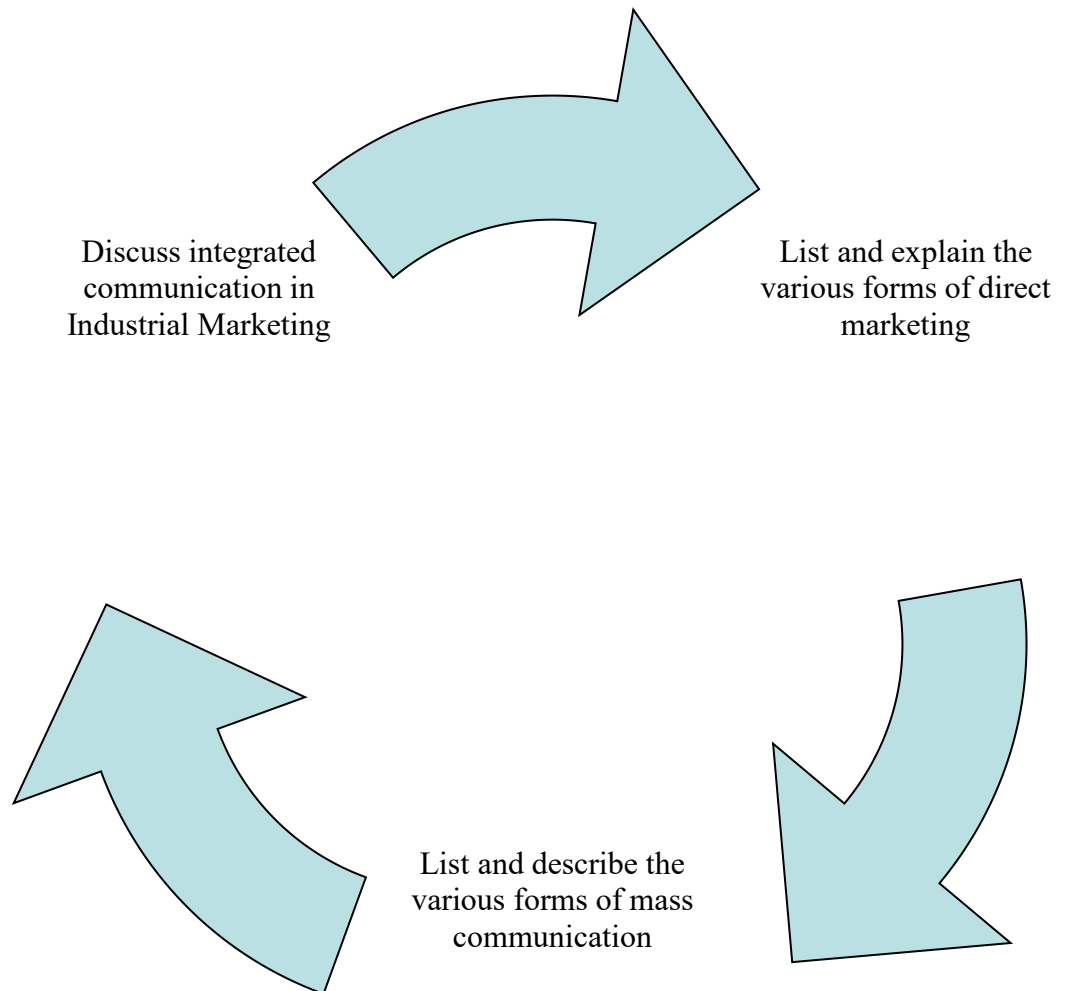 Discuss integrated
communication in
Industrial Marketing
List and explain the
various forms of direct
marketing
List and describe the
various forms of mass
communication